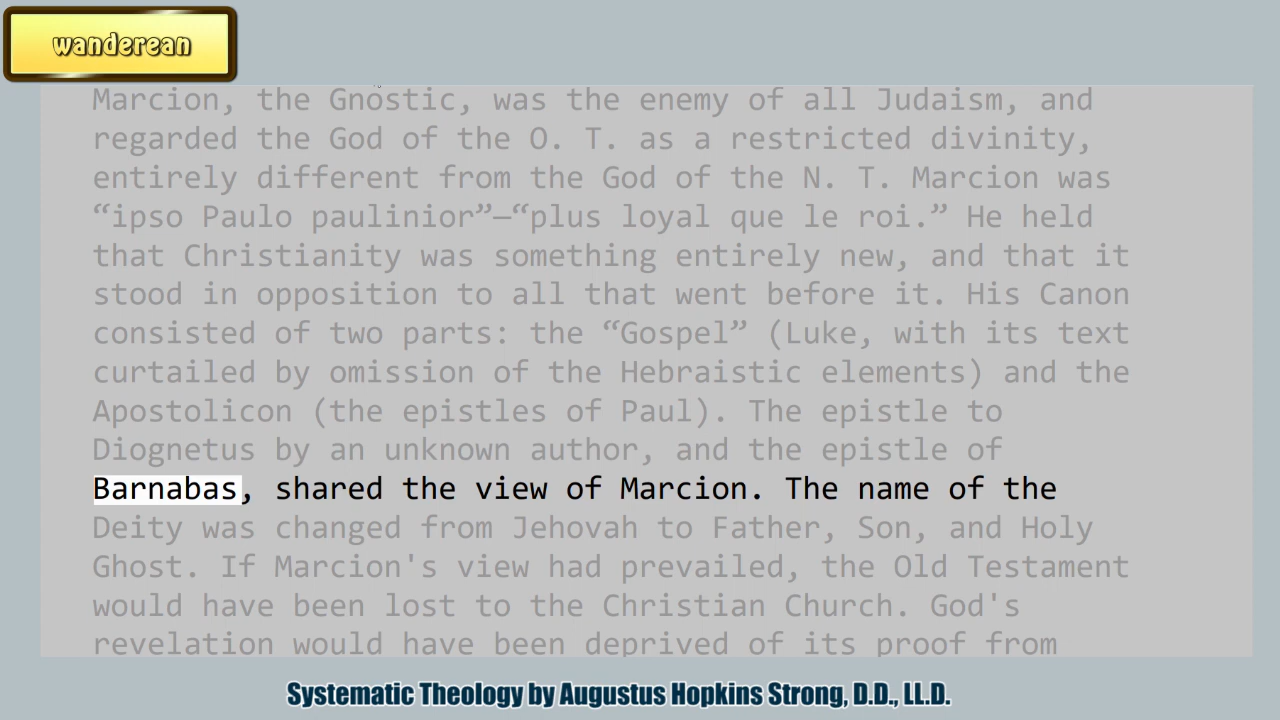 wanderean
Marcion, the Gnostic, was the enemy of all Judaism, and
regarded the God of the O. T. as a restricted divinity,
entirely different from the God of the N. T. Marcion was
“ipso Paulo paulinior”—“plus loyal que le roi.” He held
that Christianity was something entirely new, and that it
stood in opposition to all that went before it. His Canon
consisted of two parts: the “Gospel” (Luke, with its text
curtailed by omission of the Hebraistic elements) and the
Apostolicon (the epistles of Paul). The epistle to
Diognetus by an unknown author, and the epistle of
Barnabas, shared the view of Marcion. The name of the
Deity was changed from Jehovah to Father, Son, and Holy
Ghost. If Marcion's view had prevailed, the Old Testament
would have been lost to the Christian Church. God's
revelation would have been deprived of its proof from
Systematic Theology by Augustus Hopkins Strong, D.D., LL.D.